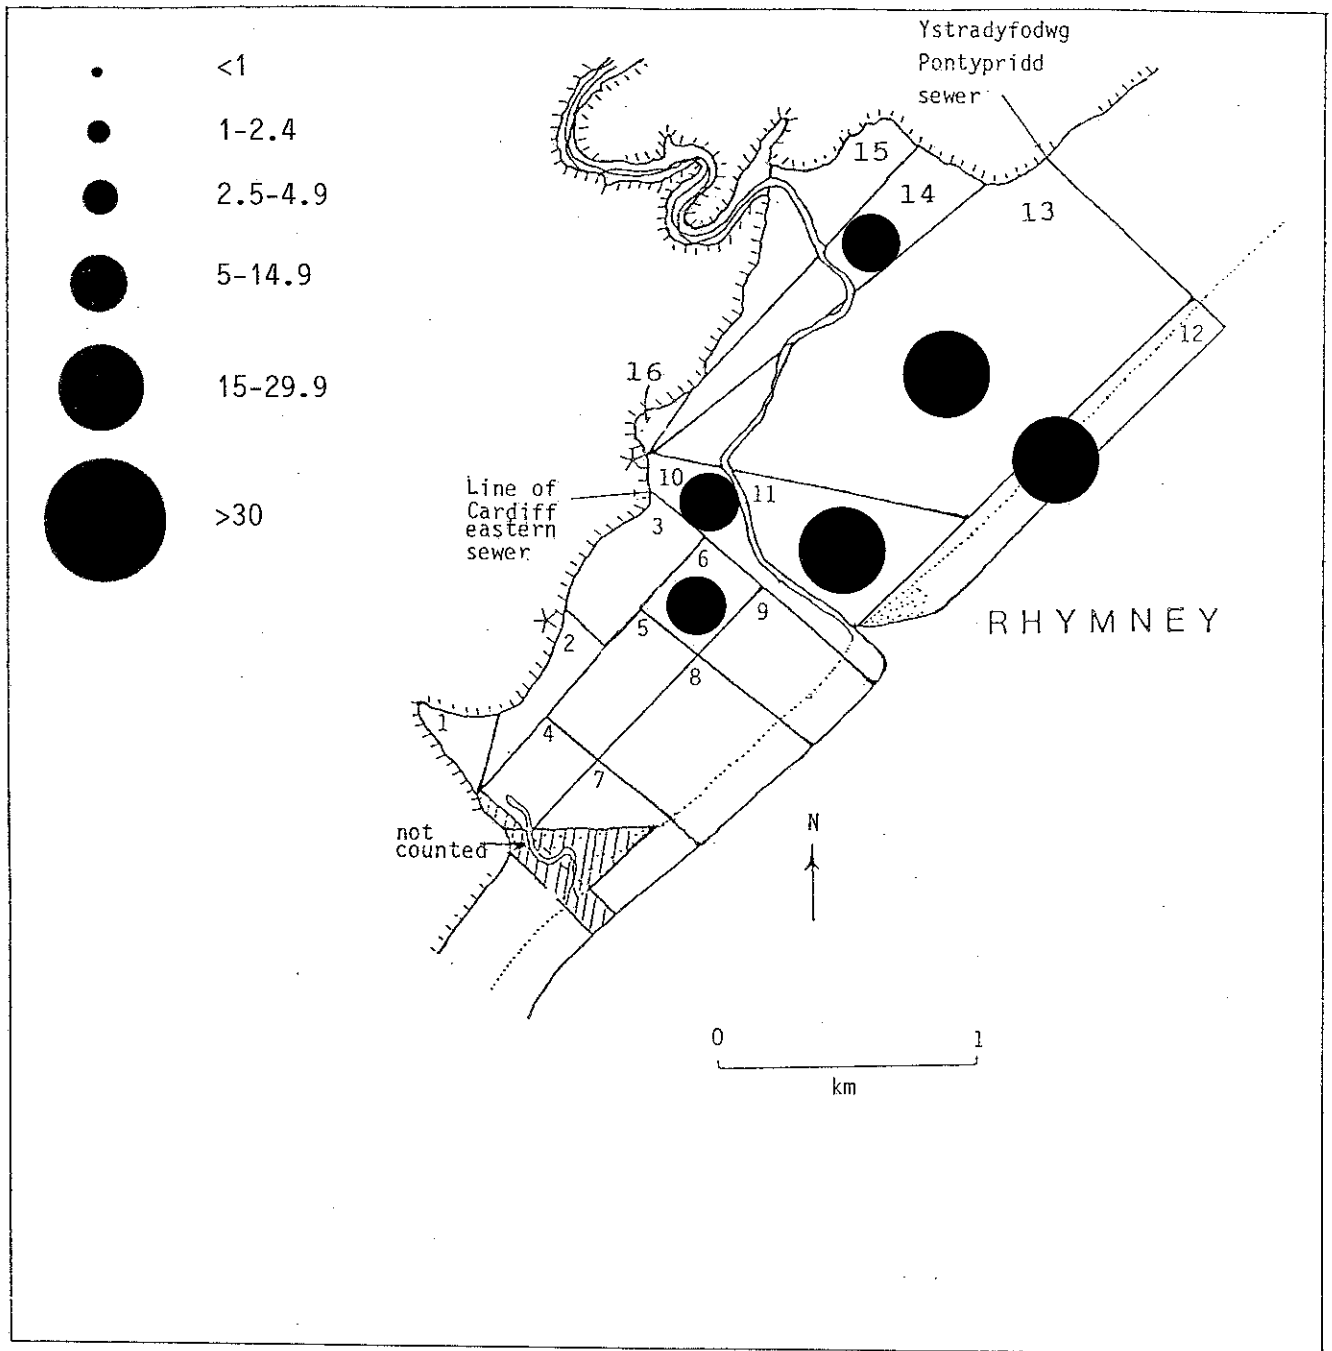 <1
1-2.4
2.5-4.9
5-14.9
15-29.9
>30
Ystradyfodwg
Pontypridd
sewer
15
14
13
12
16
Line of
Cardiff
eastern
sewer
10
11
3
6
9
5
2
8
RHYMNEY
1
4
7
not
counted
N
0 1
km